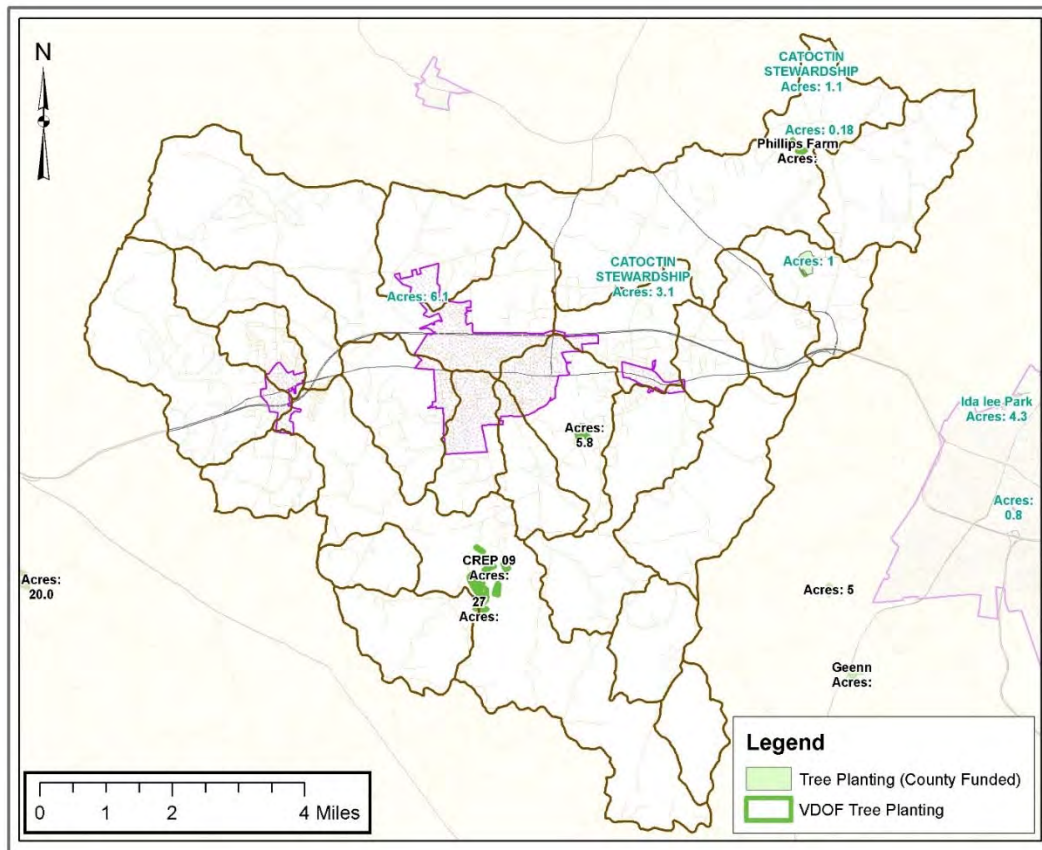 N
CATOCTIN
STEWARDSHIP
Acres: 1.1
Acres: 0.18
Phillips Farm
Acres:
Acres: 1
CATOCTIN
STEWARDSHIP
Acres: 3.1
Acres: 6.1
Ida lee Park
Acres: 4.3
Acres:
5.8
Acres:
0.8
CREP 09
Acres:
27
Acres:
Acres:
20.0
Acres: 5
Geenn
Acres:
Legend
Tree Planting (County Funded)
VDOF Tree Planting
0 1 2 4 Miles